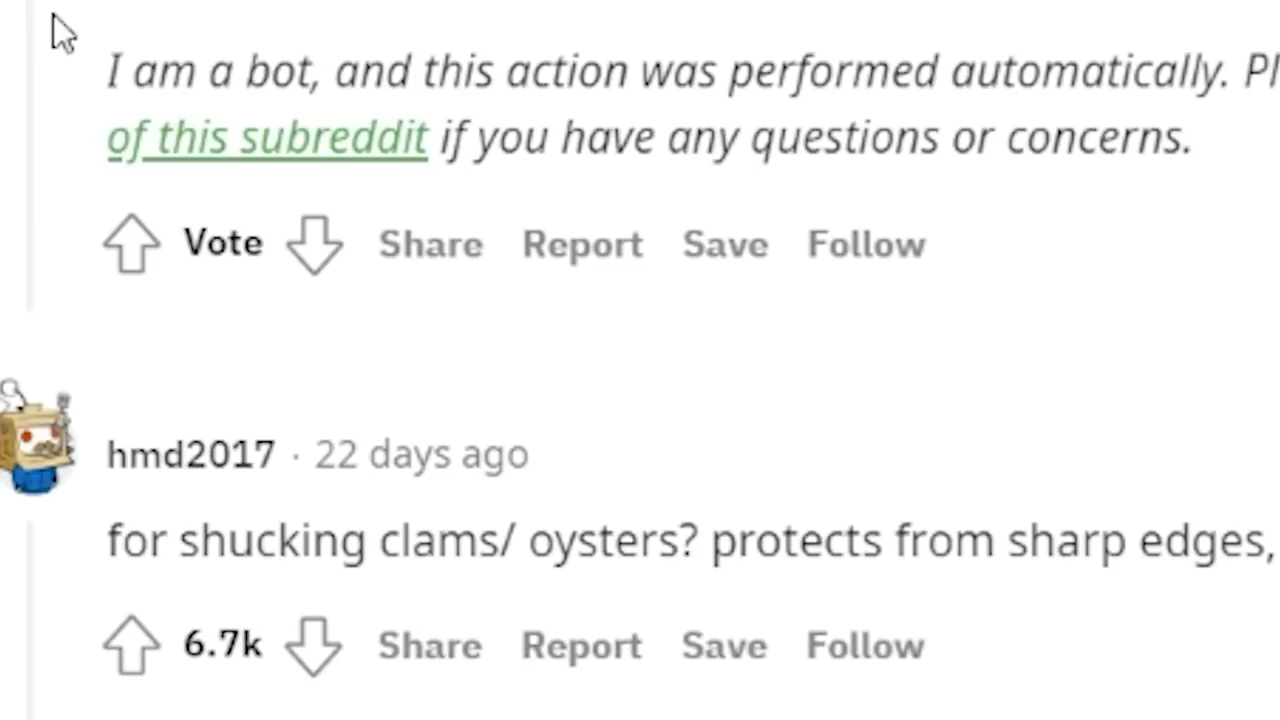 I am a bot, and this action was performed automatically.
of this subreddit if you have any questions or concerns.
Vote Share Report Save Follow
hmd2017 · 22 days ago
for shucking clams/ oysters? protects from sharp edges,
6.7k Share Report Save Follow